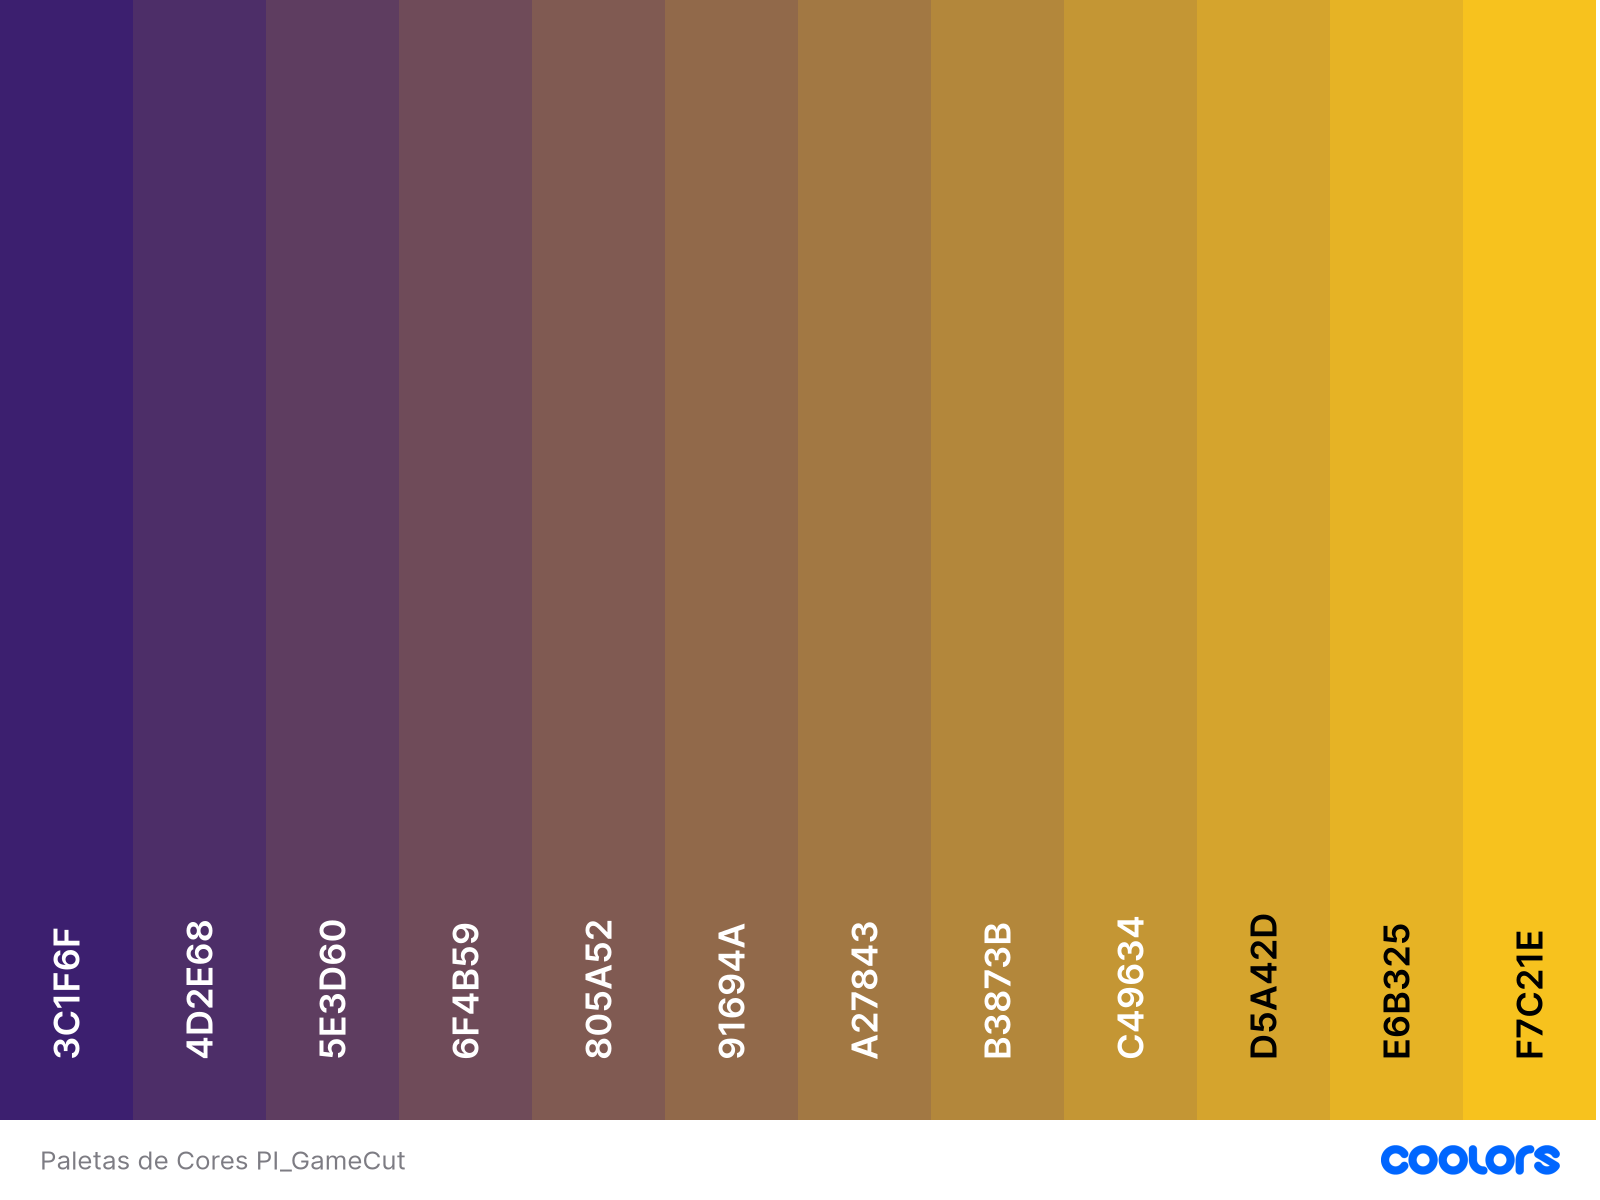 3C1F6F
4D2E68
5E3D60
6F4B59
805A52
91694A
A27843
B3873B
C49634
D5A42D
E6B325
F7C21E
Paletas de Cores PI_GameCut
coolors